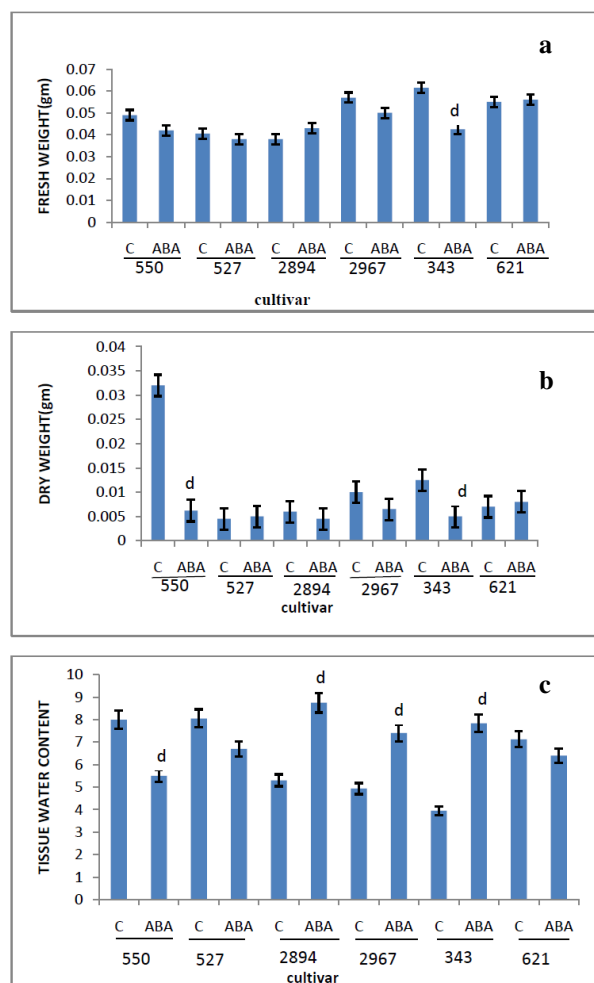 a
FRESH WEIGHT(gm)
0.07
0.06
0.05
0.04
0.03
0.02
0.01
0
d
C ABA C ABA C ABA C ABA C ABA C ABA
550 527 2894 2967 343 621
cultivar
b
DRY WEIGHT(gm)
0.04
0.035
0.03
0.025
0.02
0.015
0.01
0.005
0
d d
C ABA C ABA C ABA C ABA C ABA C ABA
550 527 2894 2967 343 621
cultivar
c
TISSUE WATER CONTENT
10
9
8
7
6
5
4
3
2
1
0
d d d d
C ABA C ABA C ABA C ABA C ABA C ABA
550 527 2894 2967 343 621
cultivar